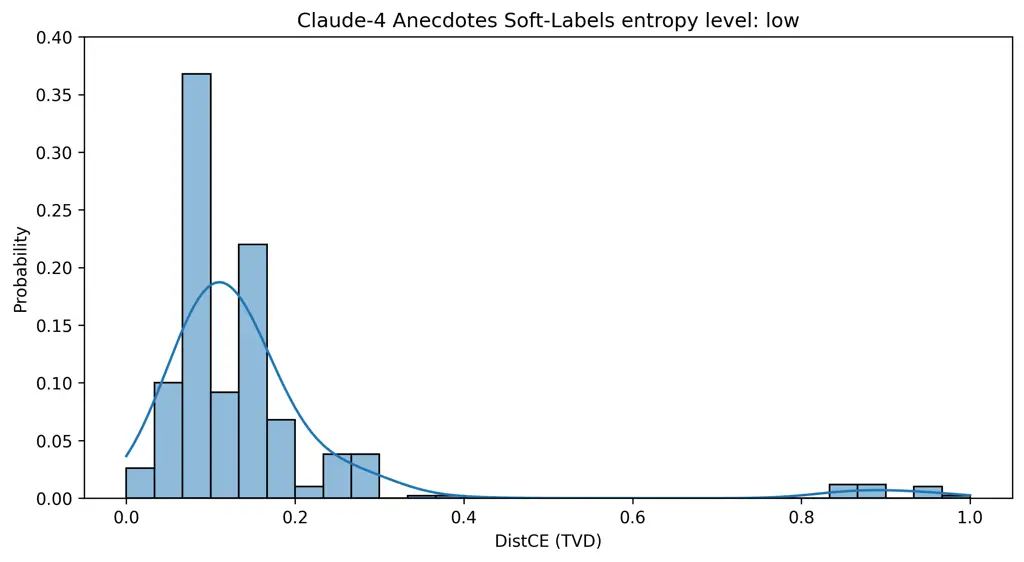 Claude-4 Anecdotes Soft-Labels entropy level: low
0.40
0.35
0.30
0.25
0.20
0.15
0.10
0.05
0.00
Probability
0.0 0.2 0.4 0.6 0.8 1.0
DistCE (TVD)